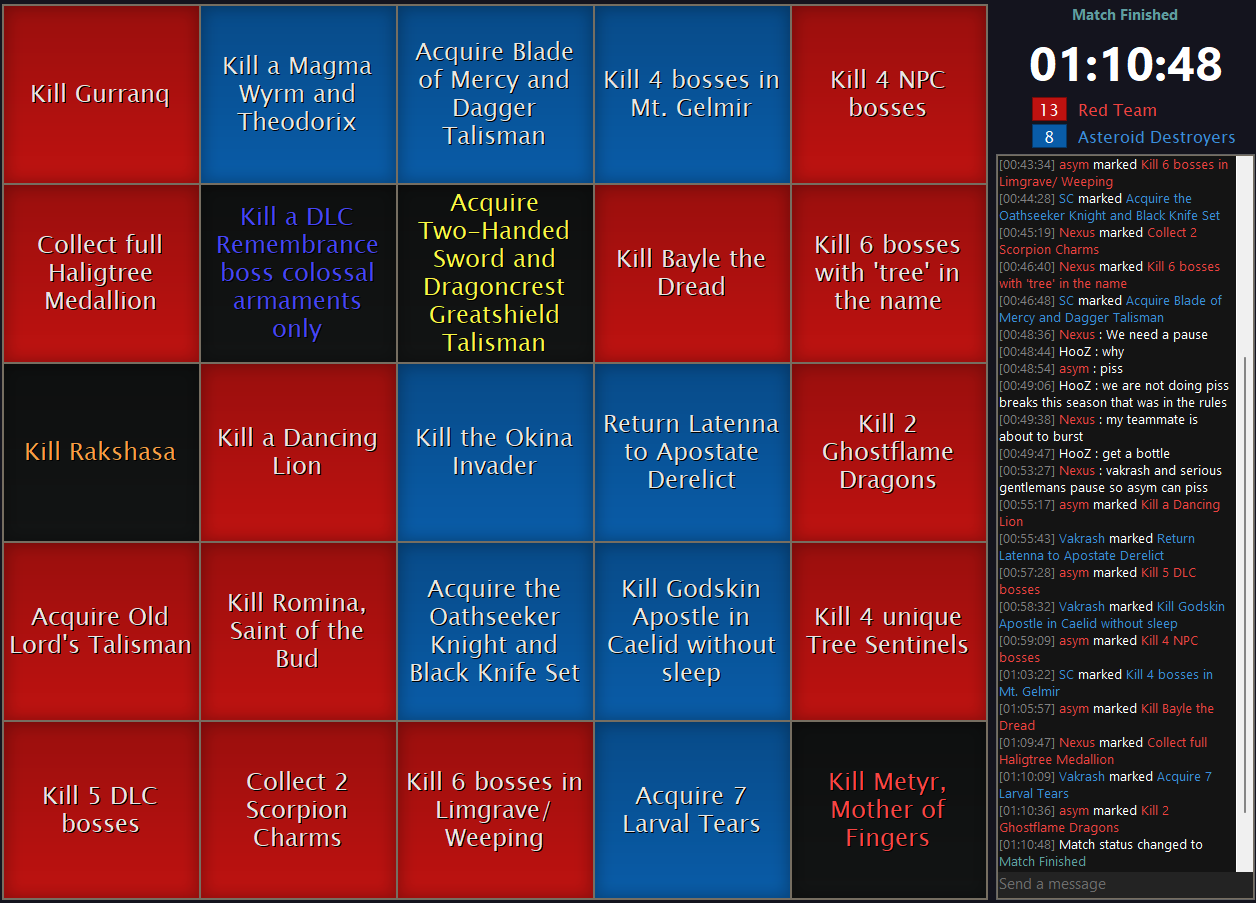 Kill Gurranq
Kill a Magma
Wyrm and
Theodorix
Acquire Blade
of Mercy and
Dagger
Talisman
Kill 4 bosses in
Mt. Gelmir
Kill 4 NPC
bosses
Collect full
Haligtree
Medallion
Kill a DLC
Remembrance
boss colossal
armaments
only
Acquire
Two-Handed
Sword and
Dragoncrest
Greatshield
Talisman
Kill Bayle the
Dread
Kill 6 bosses
with 'tree' in
the name
Kill Rakshasa
Kill a Dancing
Lion
Kill the Okina
Invader
Return Latenna
to Apostate
Derelict
Kill 2
Ghostflame
Dragons
Acquire Old
Lord's Talisman
Kill Romina,
Saint of the
Bud
Acquire the
Oathseeker
Knight and
Black Knife Set
Kill Godskin
Apostle in
Caelid without
sleep
Kill 4 unique
Tree Sentinels
Kill 5 DLC
bosses
Collect 2
Scorpion
Charms
Kill 6 bosses in
Limgrave/
Weeping
Acquire 7
Larval Tears
Kill Metyr,
Mother of
Fingers
Match Finished
01:10:48
13 Red Team
8 Asteroid Destroyers
[00:43:34] asym marked Kill 6 bosses in
Limgrave/ Weeping
[00:44:28] SC marked Acquire the
Oathseeker Knight and Black Knife Set
[00:45:19] Nexus marked Collect 2
Scorpion Charms
[00:46:40] Nexus marked Kill 6 bosses
with 'tree' in the name
[00:46:48] SC marked Acquire Blade of
Mercy and Dagger Talisman
[00:48:36] Nexus : We need a pause
[00:48:44] HooZ : why
[00:48:54] asym : piss
[00:49:06] HooZ : we are not doing piss
breaks this season that was in the rules
[00:49:38] Nexus : my teammate is
about to burst
[00:49:47] HooZ : get a bottle
[00:53:27] Nexus : vakrash and serious
gentlemans pause so asym can piss
[00:55:17] asym marked Kill a Dancing
Lion
[00:55:43] Vakrash marked Return
Latenna to Apostate Derelict
[00:57:28] asym marked Kill 5 DLC
bosses
[00:58:32] Vakrash marked Kill Godskin
Apostle in Caelid without sleep
[00:59:09] asym marked Kill 4 NPC
bosses
[01:03:22] SC marked Kill 4 bosses in
Mt. Gelmir
[01:05:57] asym marked Kill Bayle the
Dread
[01:09:47] Nexus marked Collect full
Haligtree Medallion
[01:10:09] Vakrash marked Acquire 7
Larval Tears
[01:10:36] asym marked Kill 2
Ghostflame Dragons
[01:10:48] Match status changed to
Match Finished
Send a message